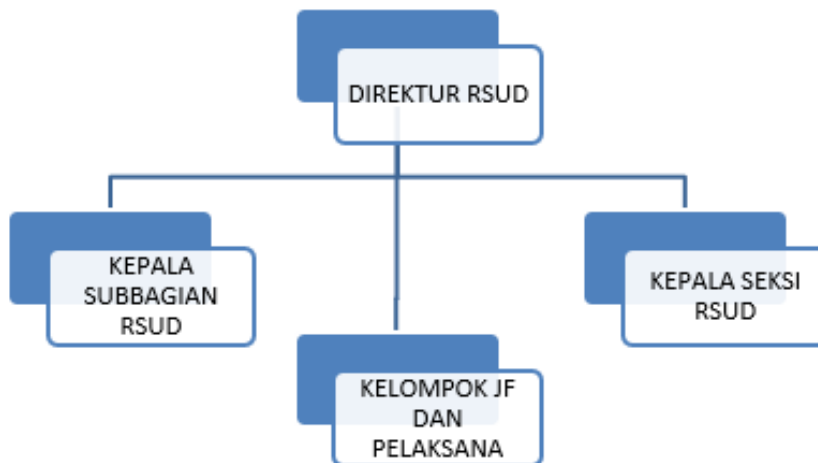 DIREKTUR RSUD
KEPALA
SUBBAGIAN
RSUD
KEPALA SEKSI
RSUD
KELOMPOK JF
DAN
PELAKSANA